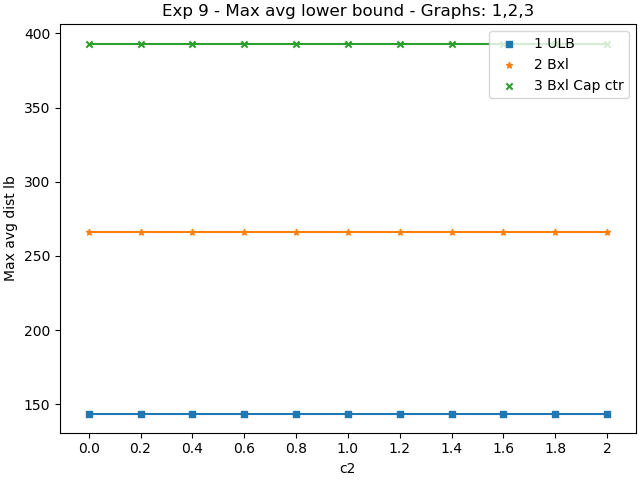 Exp 9 - Max avg lower bound - Graphs: 1,2,3
Max avg dist lb
400
350
300
250
200
150
1 ULB
2 Bxl
3 Bxl Cap ctr
0.0 0.2 0.4 0.6 0.8 1.0 1.2 1.4 1.6 1.8 2
c2